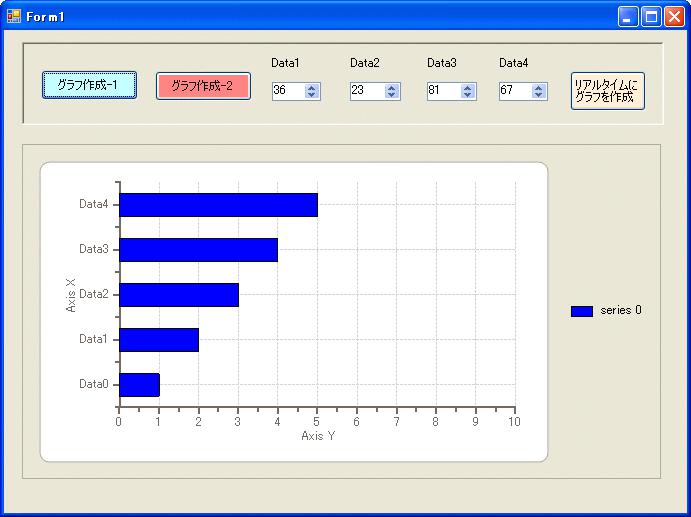 Form1
Data1
Data2
Data3
Data4
グラフ作成-1
グラフ作成-2
36
23
81
67
リアルタイムに
グラフを作成
Data4
Data3
Data2
Data1
Data0
Axis X
series 0
0 1 2 3 4 5 6 7 8 9 10
Axis Y